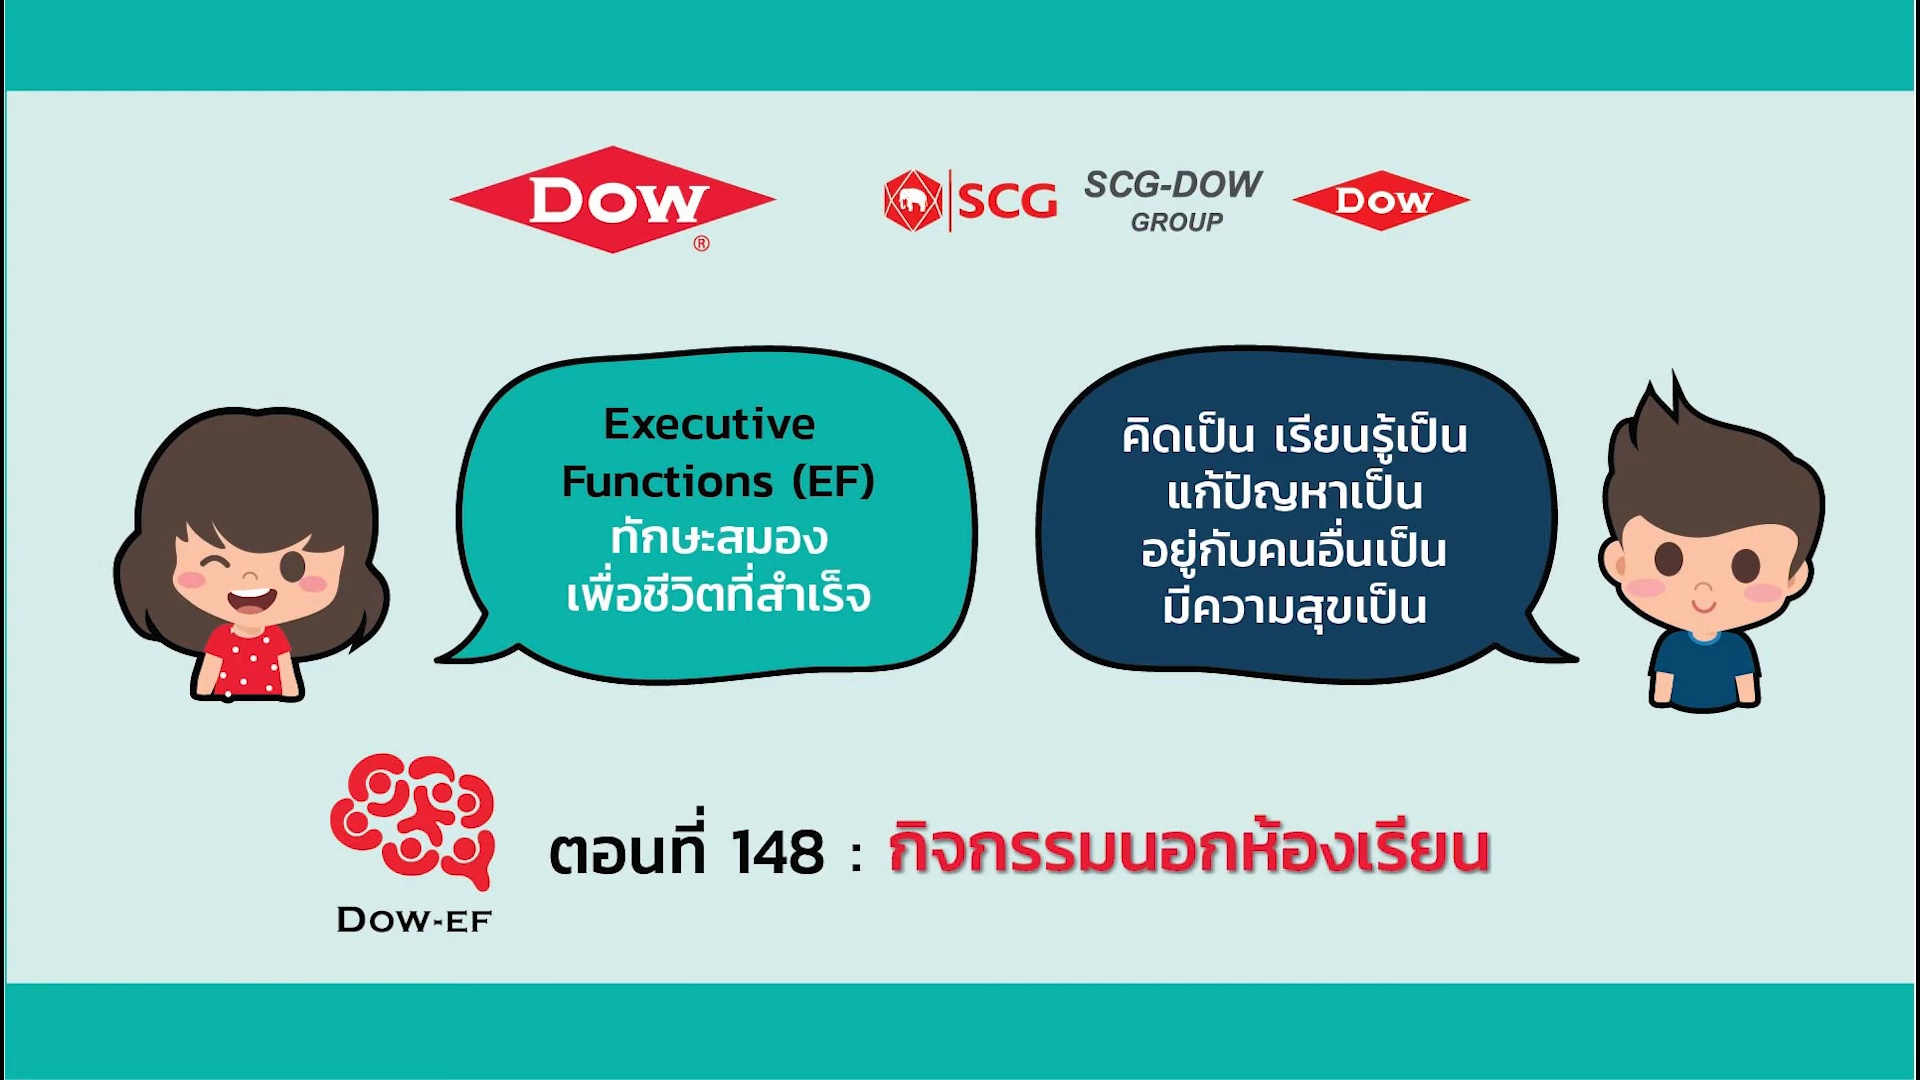 DOW
®
SCG
SCG-DOW
GROUP
DOW
Executive
Functions (EF)
ทักษะสมอง
เพื่อชีวิตที่สำเร็จ
คิดเป็น เรียนรู้เป็น
แก้ปัญหาเป็น
อยู่กับคนอื่นเป็น
มีความสุขเป็น
DOW-EF
ตอนที่ 148 : กิจกรรมนอกห้องเรียน